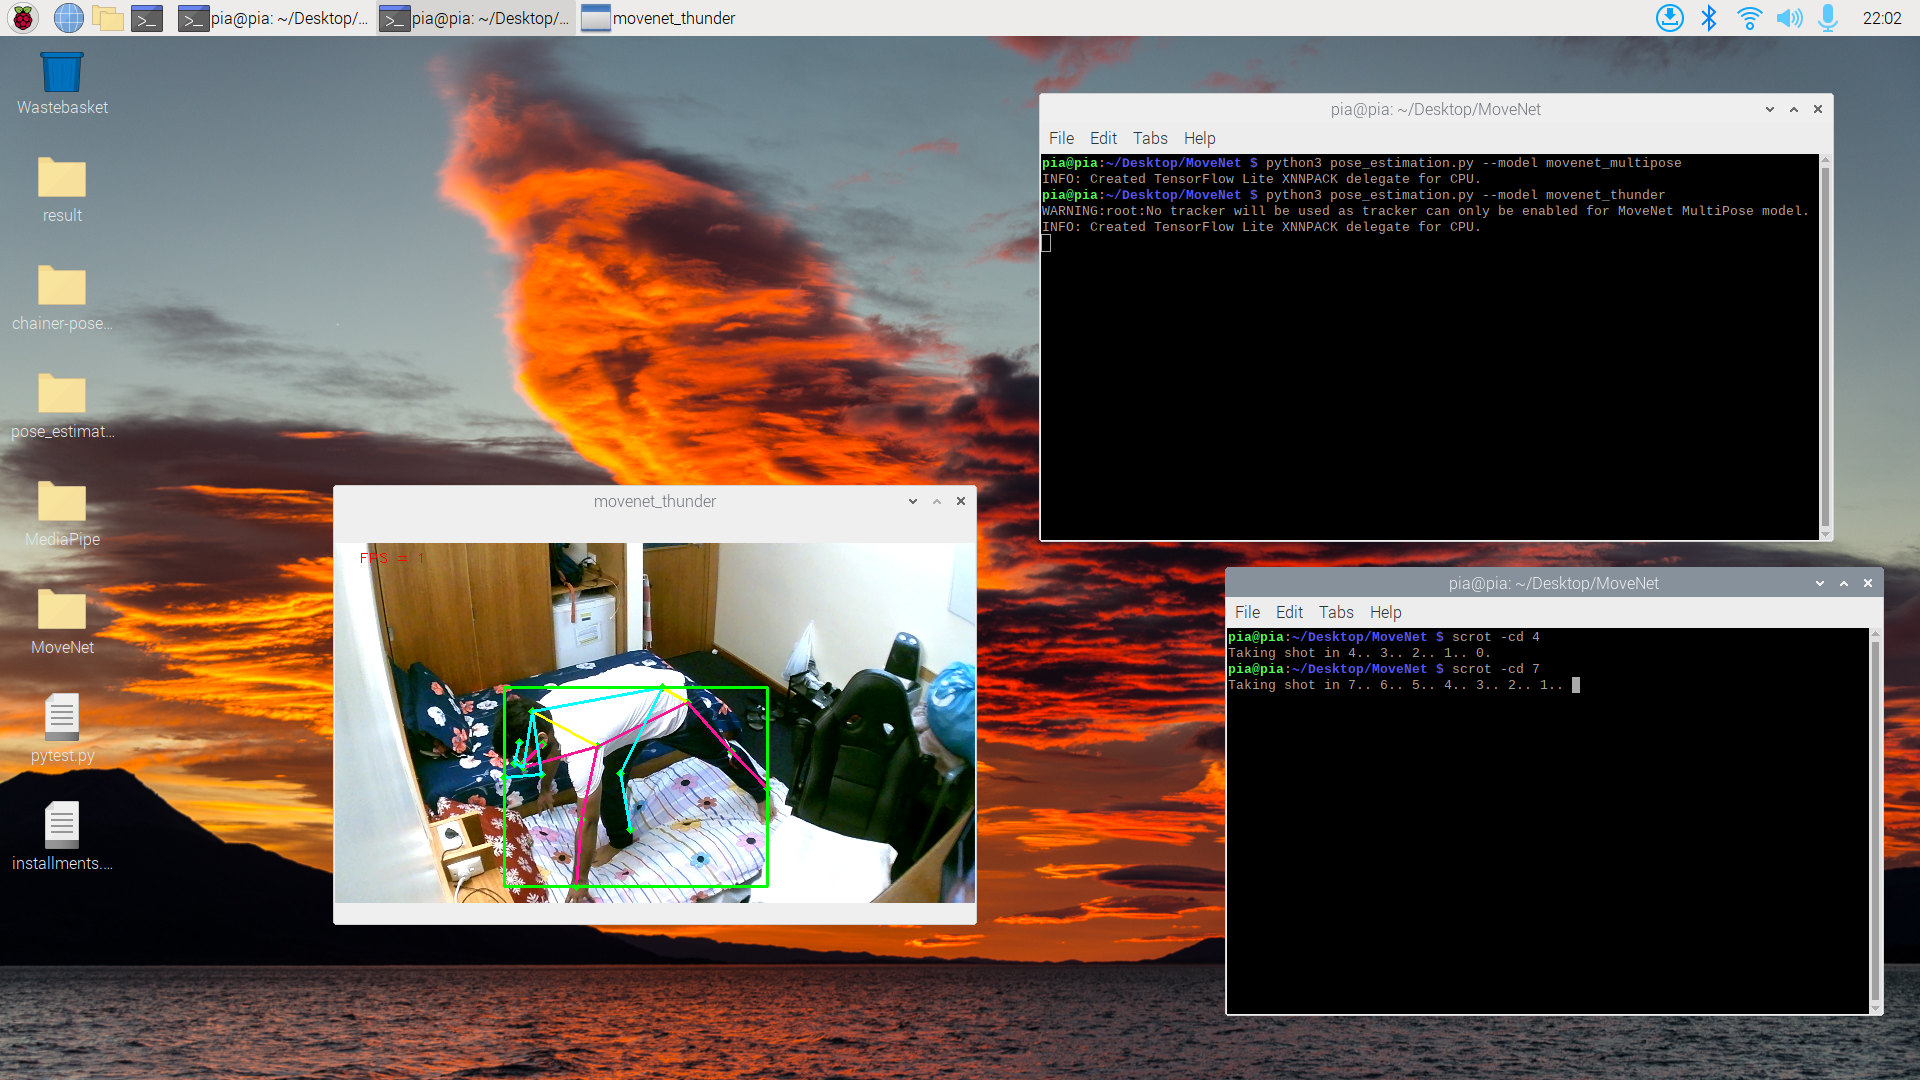 pia@pia: ~/Desktop/...
pia@pia: ~/Desktop/...
movenet_thunder
22:02
Wastebasket
result
chainer-pose...
pose_estimat...
MediaPipe
MoveNet
pytest.py
installments....
pia@pia: ~/Desktop/MoveNet
File Edit Tabs Help
pia@pia:~/Desktop/MoveNet $ python3 pose_estimation.py --model movenet_multipose
INFO: Created TensorFlow Lite XNNPACK delegate for CPU.
pia@pia:~/Desktop/MoveNet $ python3 pose_estimation.py --model movenet_thunder
WARNING:root:No tracker will be used as tracker can only be enabled for MoveNet MultiPose model.
INFO: Created TensorFlow Lite XNNPACK delegate for CPU.
movenet_thunder
FPS = 1
pia@pia: ~/Desktop/MoveNet
File Edit Tabs Help
pia@pia:~/Desktop/MoveNet $ scrot -cd 4
Taking shot in 4.. 3.. 2.. 1.. 0.
pia@pia:~/Desktop/MoveNet $ scrot -cd 7
Taking shot in 7.. 6.. 5.. 4.. 3.. 2.. 1..